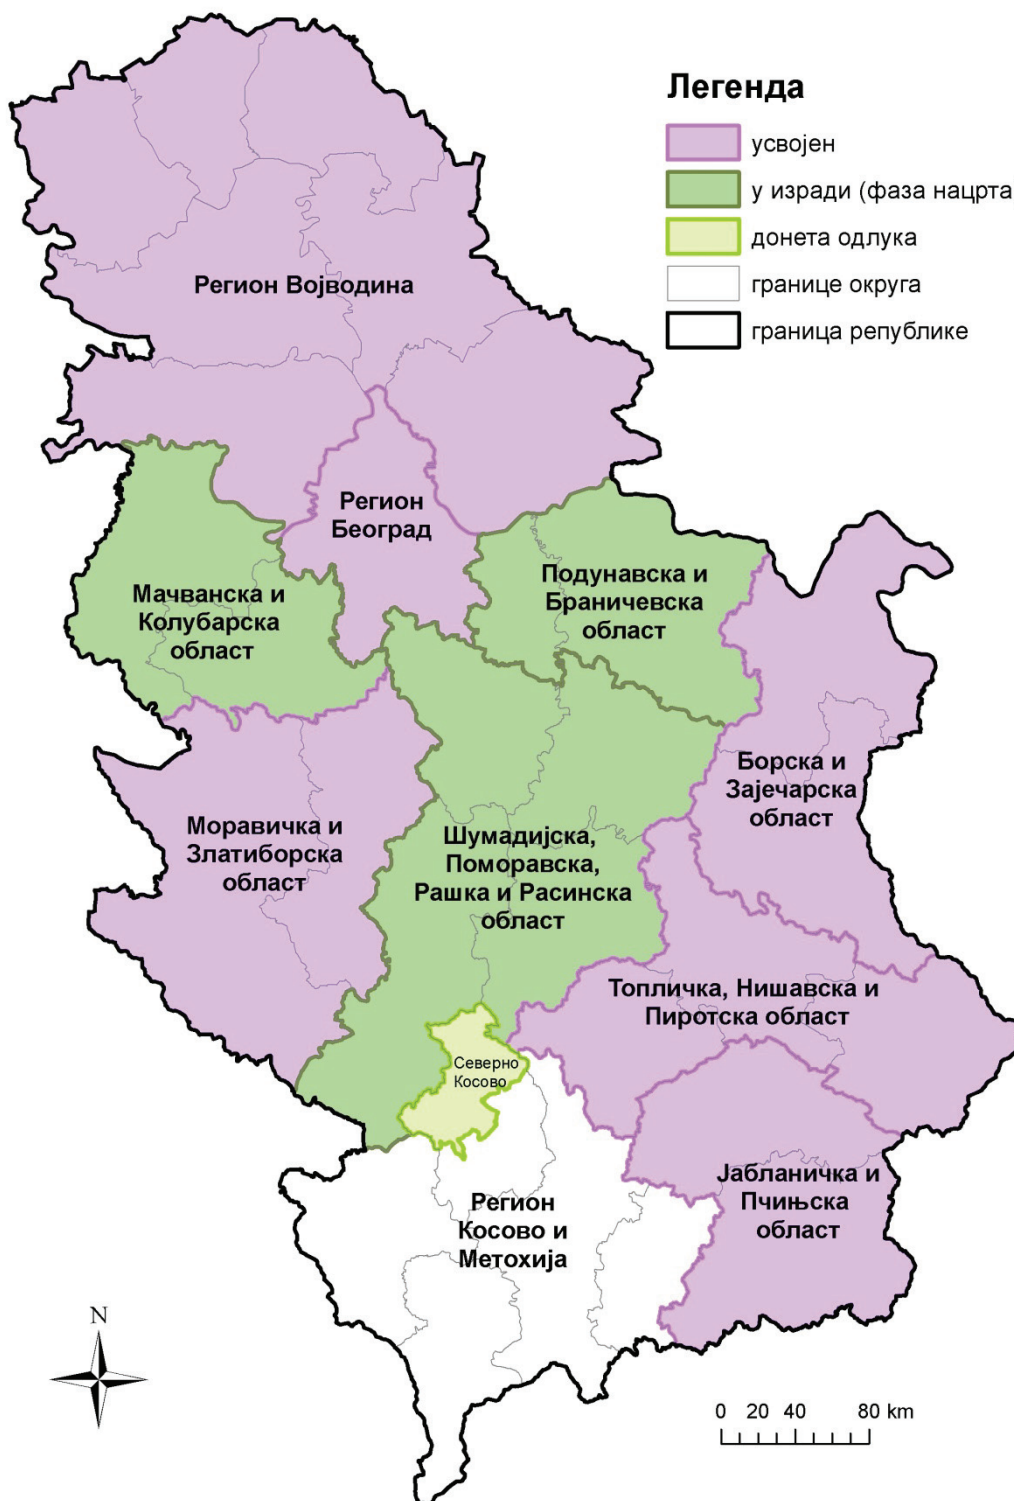 Легенда
усвојен
у изради (фаза нацрта
донета одлука
границе округа
граница републике
Регион Војводина
Регион
Београд
Мачванска и
Колубарска
област
Подунавска и
Браничевска
област
Борска и
Зајечарска
област
Моравичка и
Златиборска
област
Шумадијска,
Поморавска,
Рашка и Расинска
област
Топличка, Нишавска и
Пиротска област
Северно
Косово
Јабланичка и
Пчињска
област
Регион
Косово и
Метохија
N
0 20 40 80 km